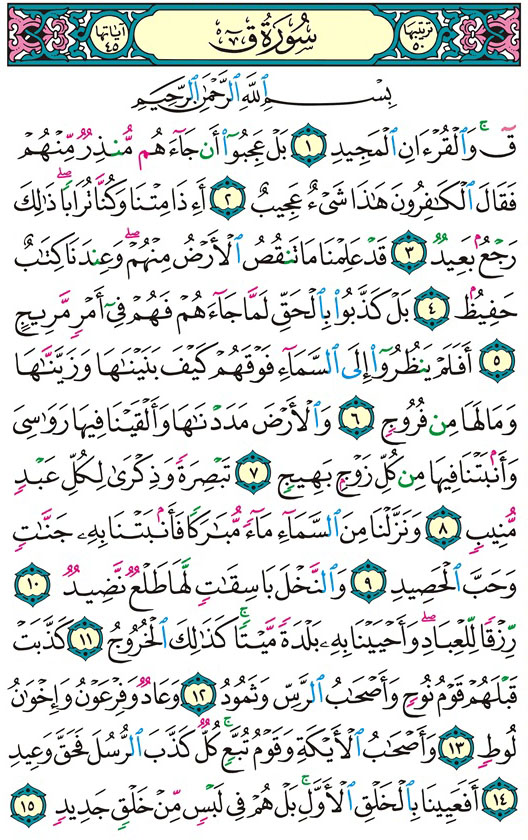 ترتيبها ٥٠ سُورَةُ قٓ آياتها ٤٥
بِسْمِ ٱللَّهِ ٱلرَّحْمَٰنِ ٱلرَّحِيمِ
قٓ ۚ وَٱلْقُرْءَانِ ٱلْمَجِيدِ ١ بَلْ عَجِبُوٓا۟ أَن جَآءَهُم مُّنذِرٌ مِّنْهُمْ
فَقَالَ ٱلْكَٰفِرُونَ هَٰذَا شَىْءٌ عَجِيبٌ ٢ أَءِذَا مِتْنَا وَكُنَّا تُرَابًا ۖ ذَٰلِكَ
رَجْعٌۢ بَعِيدٌ ٣ قَدْ عَلِمْنَا مَا تَنقُصُ ٱلْأَرْضُ مِنْهُمْ ۖ وَعِندَنَا كِتَٰبٌ
حَفِيظٌۢ ٤ بَلْ كَذَّبُوا۟ بِٱلْحَقِّ لَمَّا جَآءَهُمْ فَهُمْ فِىٓ أَمْرٍ مَّرِيجٍ
٥ أَفَلَمْ يَنظُرُوٓا۟ إِلَى ٱلسَّمَآءِ فَوْقَهُمْ كَيْفَ بَنَيْنَٰهَا وَزَيَّنَّٰهَا
وَمَا لَهَا مِن فُرُوجٍ ٦ وَٱلْأَرْضَ مَدَدْنَٰهَا وَأَلْقَيْنَا فِيهَا رَوَٰسِىَ
وَأَنۢبَتْنَا فِيهَا مِن كُلِّ زَوْجٍۭ بَهِيجٍ ٧ تَبْصِرَةً وَذِكْرَىٰ لِكُلِّ عَبْدٍ
مُّنِيبٍ ٨ وَنَزَّلْنَا مِنَ ٱلسَّمَآءِ مَآءً مُّبَٰرَكًا فَأَنۢبَتْنَا بِهِۦ جَنَّٰتٍ
وَحَبَّ ٱلْحَصِيدِ ٩ وَٱلنَّخْلَ بَاسِقَٰتٍ لَّهَا طَلْعٌ نَّضِيدٌ ١٠
رِّزْقًا لِّلْعِبَادِ ۖ وَأَحْيَيْنَا بِهِۦ بَلْدَةً مَّيْتًا ۚ كَذَٰلِكَ ٱلْخُرُوجُ ١١ كَذَّبَتْ
قَبْلَهُمْ قَوْمُ نُوحٍ وَأَصْحَٰبُ ٱلرَّسِّ وَثَمُودُ ١٢ وَعَادٌ وَفِرْعَوْنُ وَإِخْوَٰنُ
لُوطٍ ١٣ وَأَصْحَٰبُ ٱلْأَيْكَةِ وَقَوْمُ تُبَّعٍ ۚ كُلٌّ كَذَّبَ ٱلرُّسُلَ فَحَقَّ وَعِيدِ
١٤ أَفَعَيِينَا بِٱلْخَلْقِ ٱلْأَوَّلِ ۚ بَلْ هُمْ فِى لَبْسٍ مِّنْ خَلْقٍ جَدِيدٍ ١٥